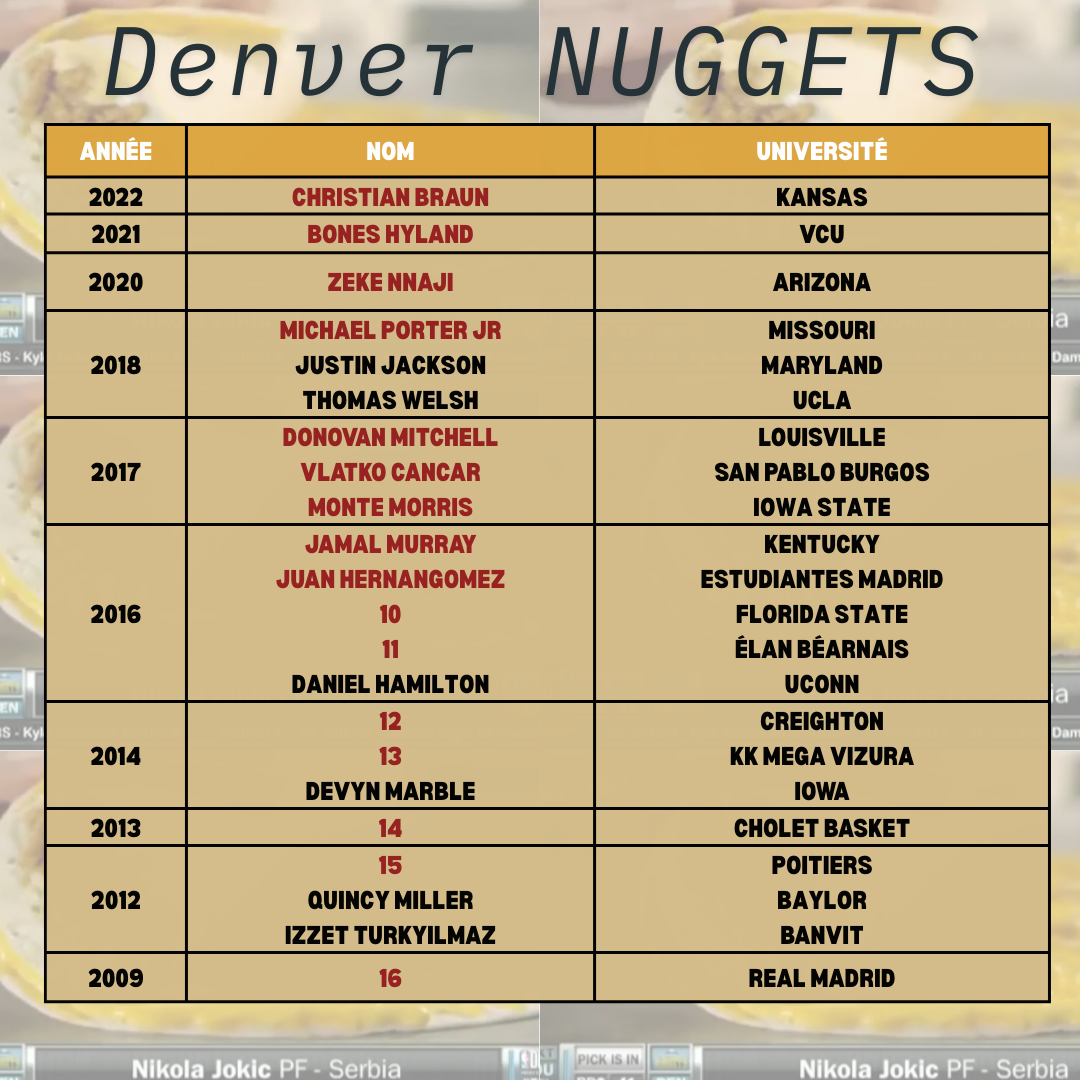 Denver NUGGETS
ANNÉE NOM UNIVERSITÉ
2022 CHRISTIAN BRAUN KANSAS
2021 BONES HYLAND VCU
2020 ZEKE NNAJI ARIZONA
MICHAEL PORTER JR MISSOURI
2018 JUSTIN JACKSON MARYLAND
THOMAS WELSH UCLA
DONOVAN MITCHELL LOUISVILLE
2017 VLATKO CANCAR SAN PABLO BURGOS
MONTE MORRIS IOWA STATE
JAMAL MURRAY KENTUCKY
JUAN HERNANGOMEZ ESTUDIANTES MADRID
2016 10 FLORIDA STATE
11 ÉLAN BÉARNAIS
DANIEL HAMILTON UCONN
12 CREIGHTON
2014 13 KK MEGA VIZURA
DEVYN MARBLE IOWA
2013 14 CHOLET BASKET
15 POITIERS
2012 QUINCY MILLER BAYLOR
IZZET TURKYILMAZ BANVIT
2009 16 REAL MADRID
PICK IS IN
Nikola Jokic PF - Serbia
Nikola Jokic PF - Serbia